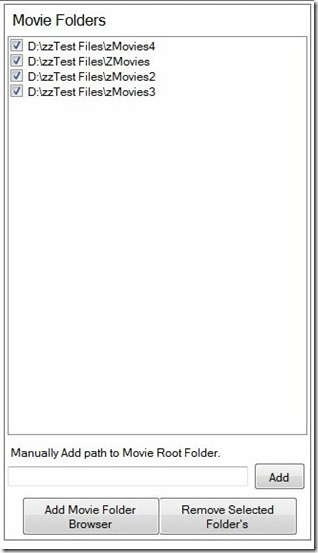 Movie Folders
D:\zzTest Files\zMovies4
D:\zzTest Files\ZMovies
D:\zzTest Files\zMovies2
D:\zzTest Files\zMovies3
Manually Add path to Movie Root Folder.
Add
Add Movie Folder
Browser
Remove Selected
Folder's